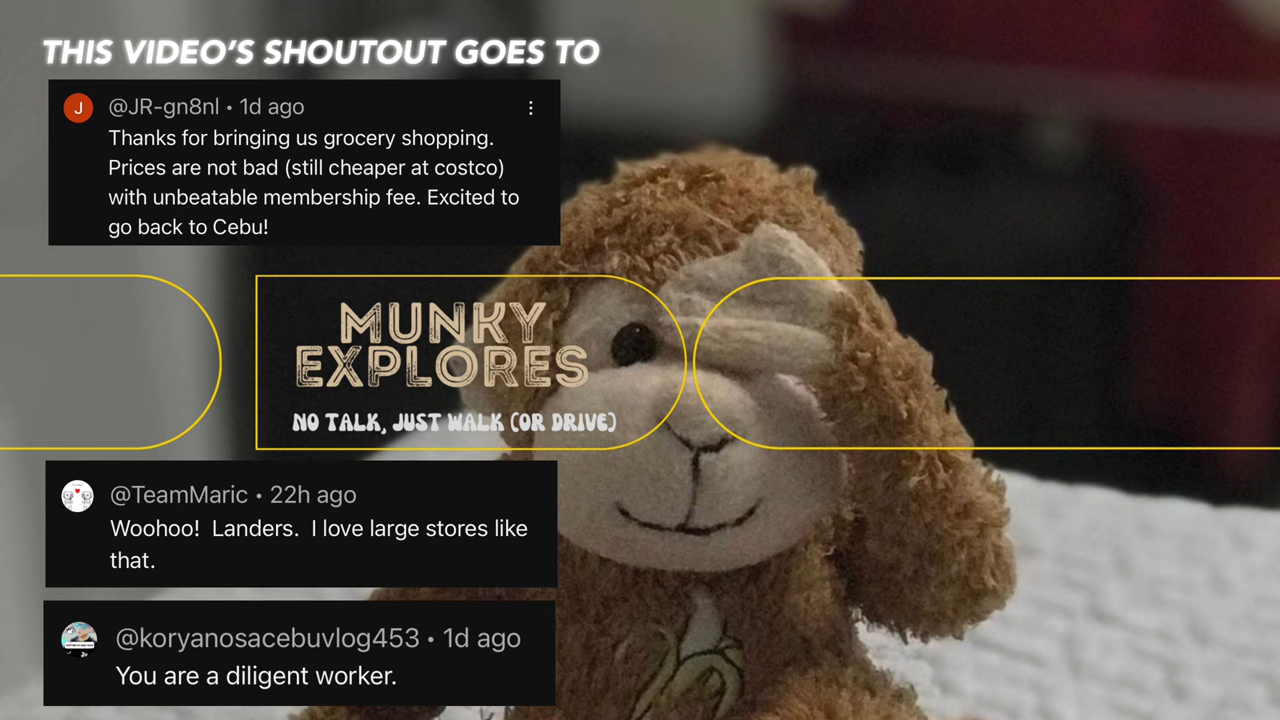 THIS VIDEO'S SHOUTOUT GOES TO
J
@JR-gn8nl • 1d ago
Thanks for bringing us grocery shopping.
Prices are not bad (still cheaper at costco)
with unbeatable membership fee. Excited to
go back to Cebu!
MUNKY
EXPLORES
NO TALK, JUST WALK (OR DRIVE)
@TeamMaric • 22h ago
Woohoo!  Landers.  I love large stores like
that.
@koryanosacebuvlog453 • 1d ago
You are a diligent worker.